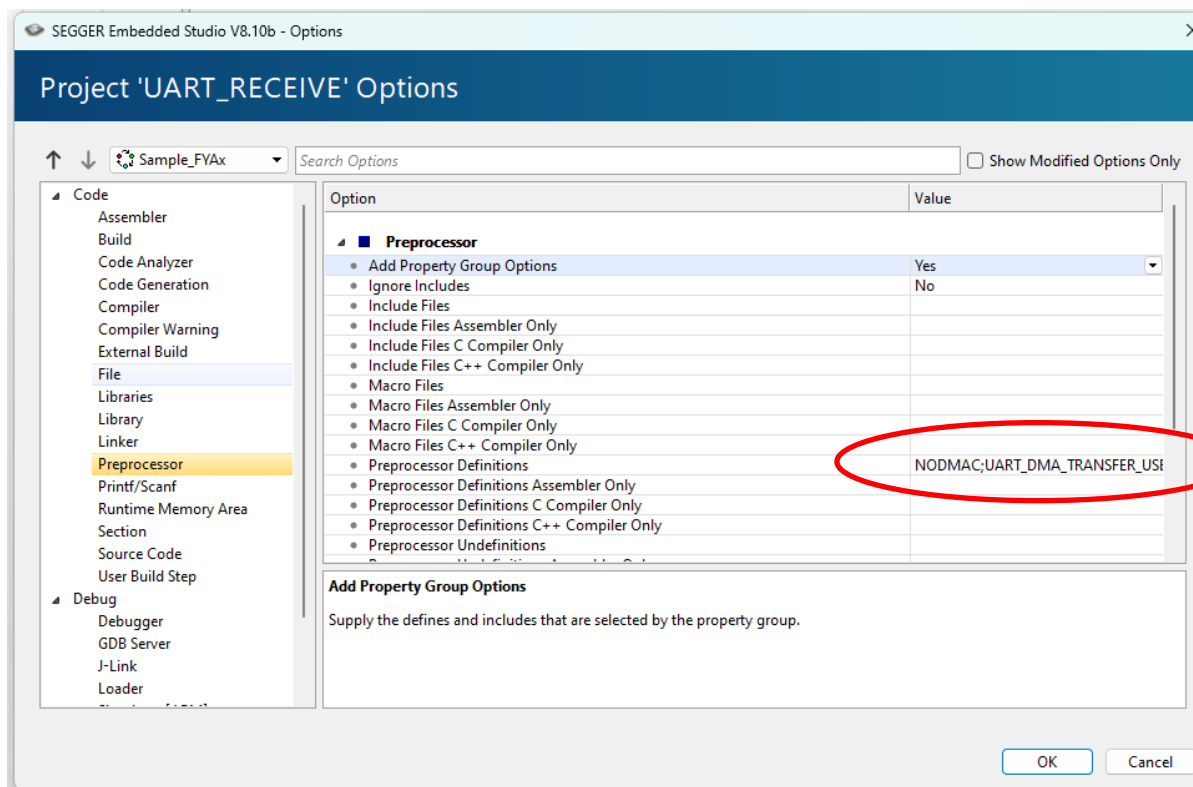 SEGGER Embedded Studio V8.10b - Options
Project 'UART_RECEIVE' Options
Sample_FYAx
Search Options
Show Modified Options Only
Code
Assembler
Build
Code Analyzer
Code Generation
Compiler
Compiler Warning
External Build
File
Libraries
Library
Linker
Preprocessor
Printf/Scanf
Runtime Memory Area
Section
Source Code
User Build Step
Debug
Debugger
GDB Server
J-Link
Loader
Option Value
Preprocessor
Add Property Group Options Yes
Ignore Includes No
Include Files
Include Files Assembler Only
Include Files C Compiler Only
Include Files C++ Compiler Only
Macro Files
Macro Files Assembler Only
Macro Files C Compiler Only
Macro Files C++ Compiler Only
Preprocessor Definitions NODMAC;UART_DMA_TRANSFER_USE
Preprocessor Definitions Assembler Only
Preprocessor Definitions C Compiler Only
Preprocessor Definitions C++ Compiler Only
Preprocessor Undefinitions
Add Property Group Options
Supply the defines and includes that are selected by the property group.
OK
Cancel